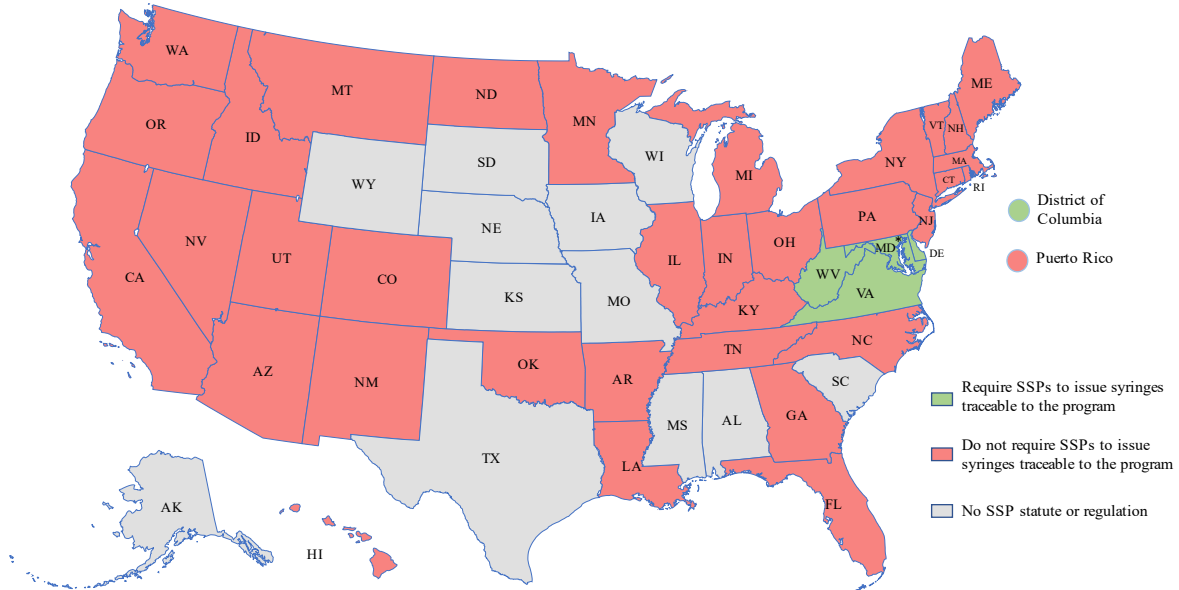 WA
MT
ND
MN
ME
OR
ID
SD
WI
VT
NH
NY
MA
MI
CT
RI
WY
IA
NE
PA
NJ
District of
Columbia
NV
UT
CO
IL
IN
OH
MD*
DE
Puerto Rico
CA
KS
MO
WV
VA
KY
AZ
NM
OK
AR
TN
NC
SC
Require SSPs to issue syringes
traceable to the program
MS
AL
GA
TX
LA
Do not require SSPs to issue
syringes traceable to the program
AK
FL
No SSP statute or regulation
HI